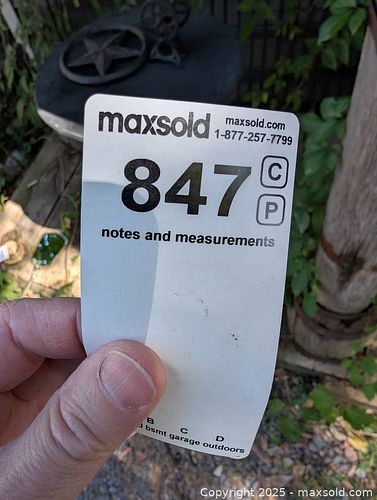 maxsold maxsold.com
1-877-257-7799
847 C
P
notes and measurements
B C D
bsmt garage outdoors
Copyright 2025 - maxsold.com